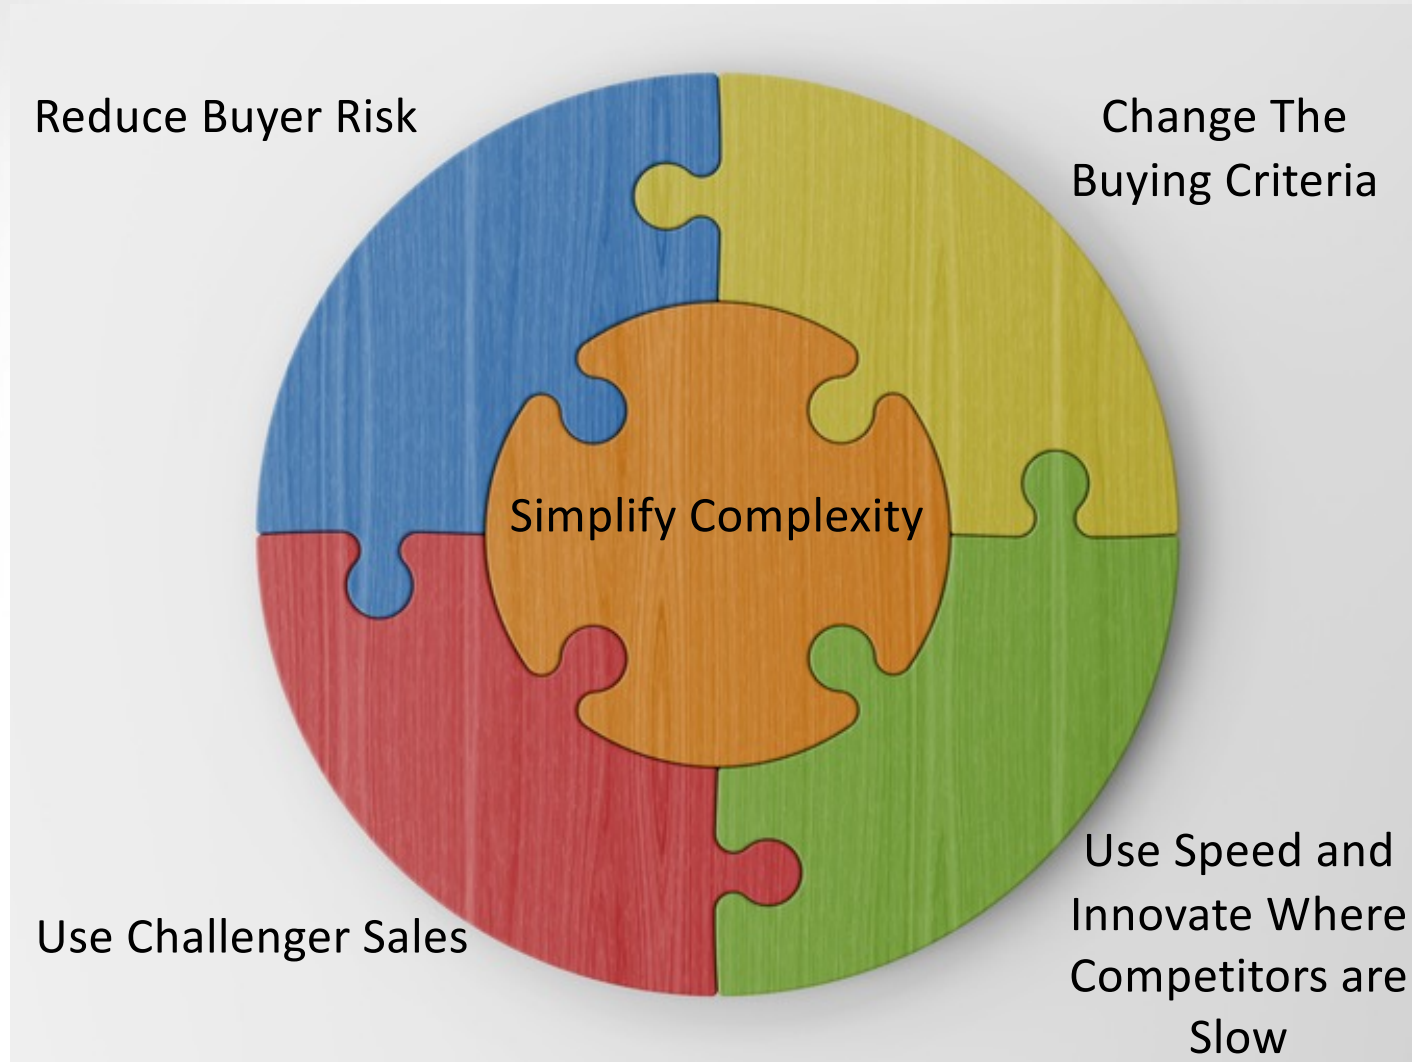 Reduce Buyer Risk
Change The
Buying Criteria
Simplify Complexity
Use Challenger Sales
Use Speed and
Innovate Where
Competitors are
Slow